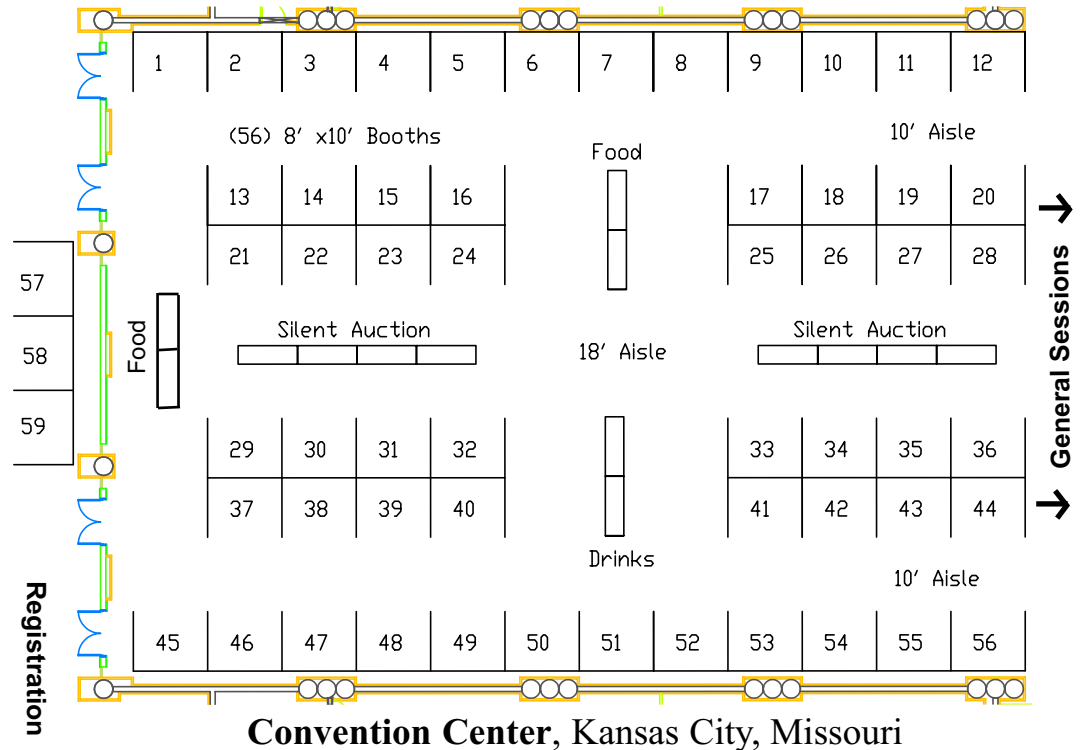 1 2 3 4 5 6 7 8 9 10 11 12
(56) 8' x10' Booths
10' Aisle
Food
13 14 15 16 17 18 19 20
21 22 23 24 25 26 27 28
57
58
59
Food
Silent Auction
18' Aisle
Silent Auction
General Sessions
29 30 31 32 33 34 35 36
37 38 39 40 41 42 43 44
Drinks
10' Aisle
Registration
45 46 47 48 49 50 51 52 53 54 55 56
Convention Center, Kansas City, Missouri